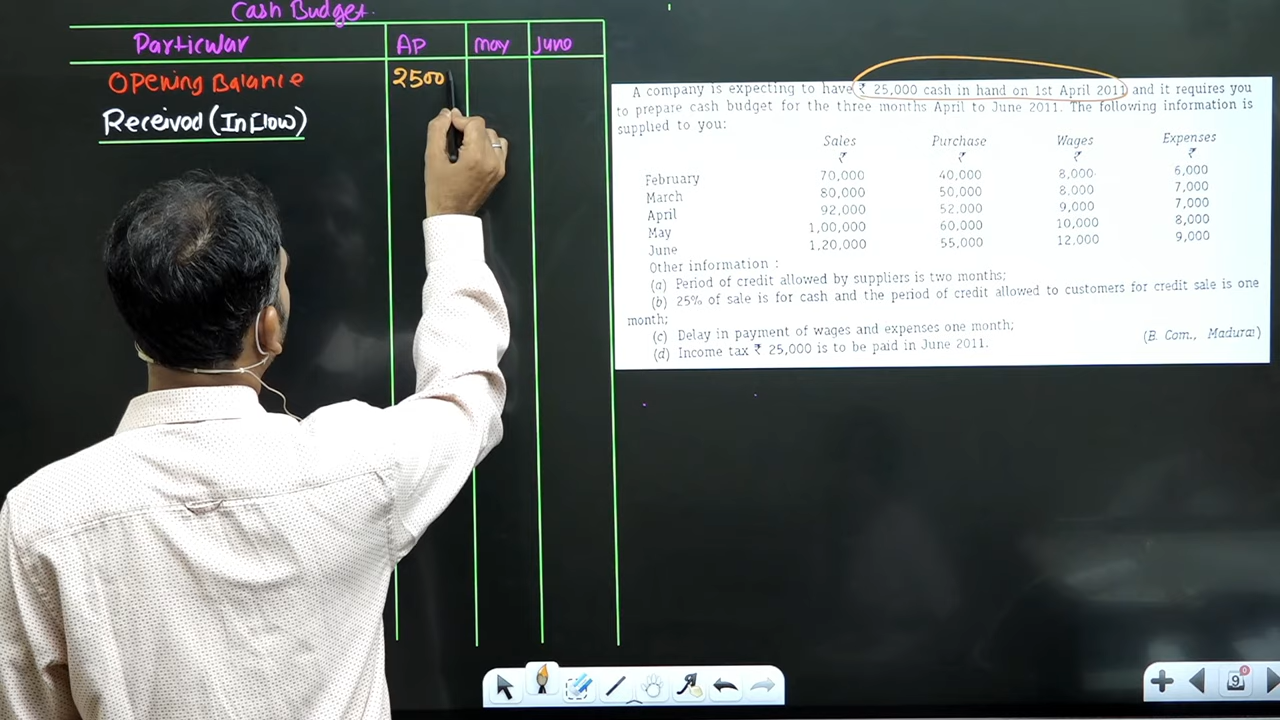 Cash Budget.
Particular AP may June
Opening Balance 2500
Received (Inflow)
A company is expecting to have ₹ 25,000 cash in hand on 1st April 2011 and it requires you
to prepare cash budget for the three months April to June 2011. The following information is
supplied to you:
Sales Purchase Wages Expenses
₹ ₹ ₹ ₹
February 70,000 40,000 8,000 6,000
March 80,000 50,000 8,000 7,000
April 92,000 52.000 9,000 7,000
May 1,00,000 60,000 10,000 8,000
June 1,20,000 55,000 12,000 9,000
Other information :
(a) Period of credit allowed by suppliers is two months;
(b) 25% of sale is for cash and the period of credit allowed to customers for credit sale is one
month;
(c) Delay in payment of wages and expenses one month;
(d) Income tax ₹ 25,000 is to be paid in June 2011.
(B. Com., Madurai)
9
0